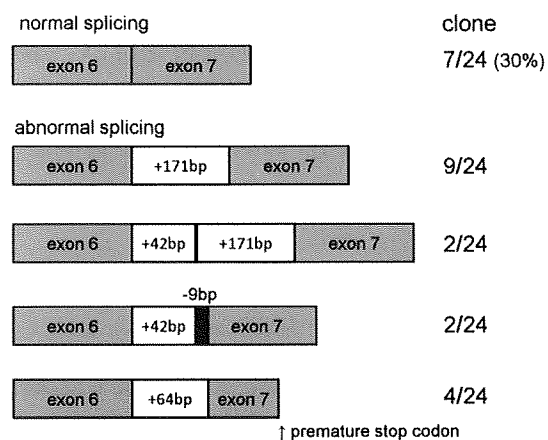 normal splicing
clone
exon 6 exon 7
7/24 (30%)
abnormal splicing
exon 6 +171bp exon 7
9/24
exon 6 +42bp +171bp exon 7
2/24
-9bp
exon 6 +42bp exon 7
2/24
exon 6 +64bp exon 7
4/24
↑ premature stop codon